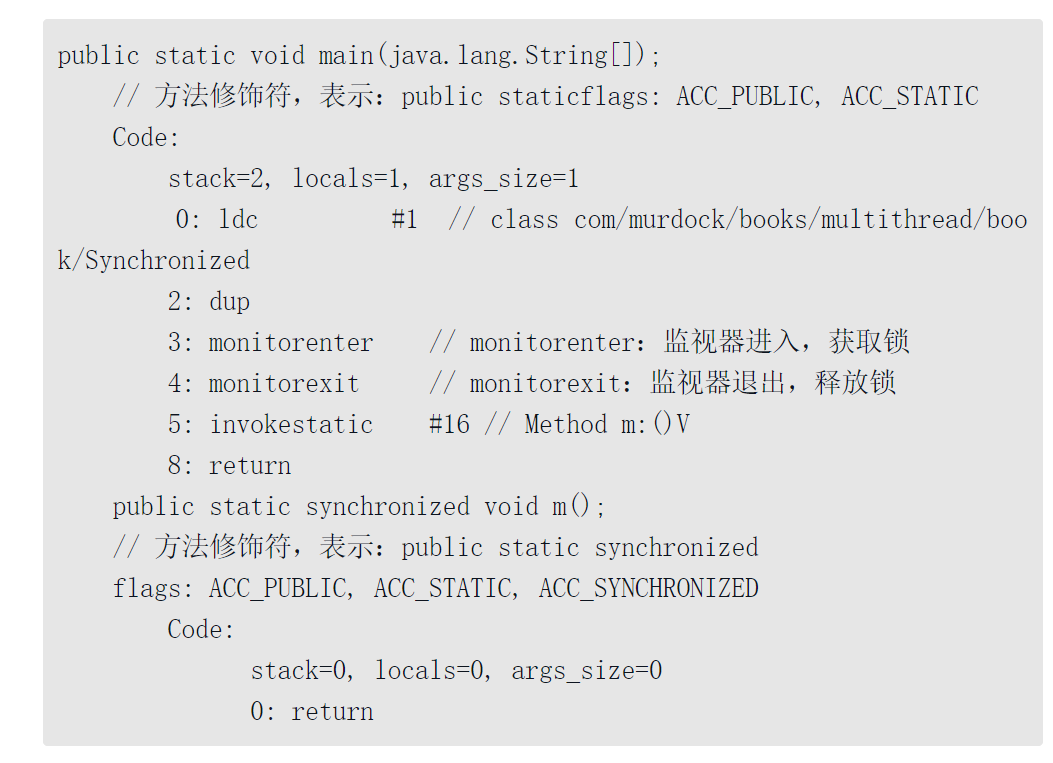 public static void main(java.lang.String[]);
    // 方法修饰符，表示：public staticflags: ACC_PUBLIC, ACC_STATIC
    Code:
        stack=2, locals=1, args_size=1
        0: ldc          #1  // class com/murdock/books/multithread/boo
k/Synchronized
        2: dup
        3: monitorenter    // monitorenter：监视器进入，获取锁
        4: monitorexit     // monitorexit：监视器退出，释放锁
        5: invokestatic    #16 // Method m:()V
        8: return
    public static synchronized void m();
    // 方法修饰符，表示：public static synchronized
    flags: ACC_PUBLIC, ACC_STATIC, ACC_SYNCHRONIZED
        Code:
              stack=0, locals=0, args_size=0
              0: return